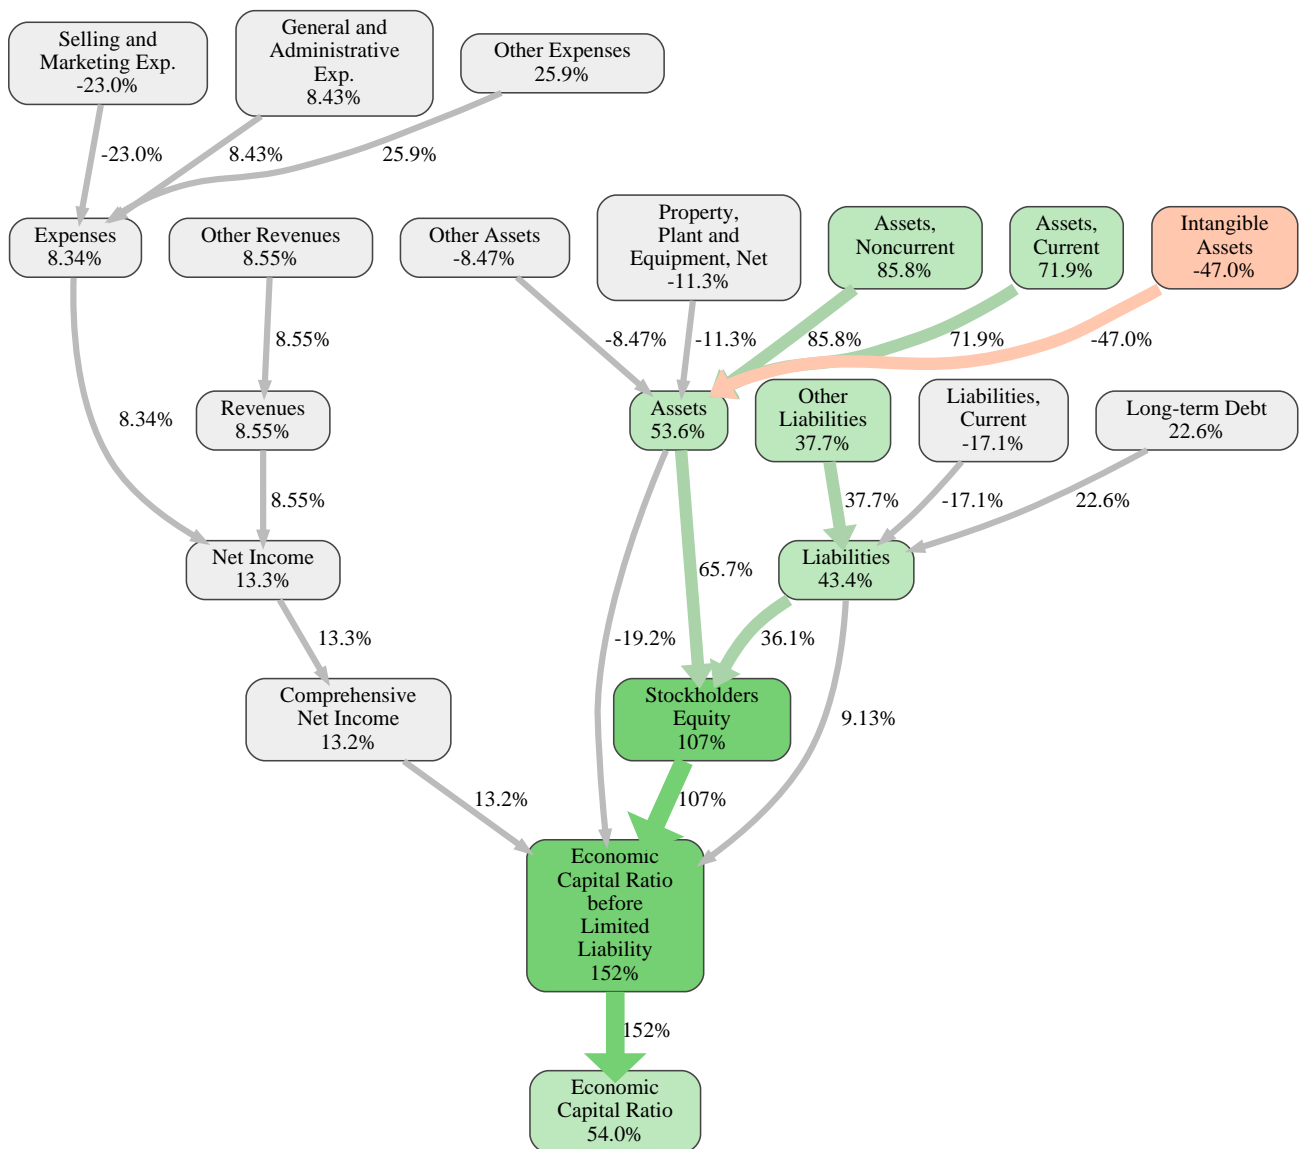 Selling and
Marketing Exp.
-23.0%
General and
Administrative
Exp.
8.43%
Other Expenses
25.9%
-23.0%
8.43%
25.9%
Expenses
8.34%
Other Revenues
8.55%
Other Assets
-8.47%
Property,
Plant and
Equipment, Net
-11.3%
Assets,
Noncurrent
85.8%
Assets,
Current
71.9%
Intangible
Assets
-47.0%
8.55%
-8.47%
-11.3%
85.8%
71.9%
-47.0%
8.34%
Revenues
8.55%
Assets
53.6%
Other
Liabilities
37.7%
Liabilities,
Current
-17.1%
Long-term Debt
22.6%
8.55%
37.7%
-17.1%
22.6%
Net Income
13.3%
65.7%
Liabilities
43.4%
13.3%
-19.2%
36.1%
Comprehensive
Net Income
13.2%
Stockholders
Equity
107%
9.13%
13.2%
107%
Economic
Capital Ratio
before
Limited
Liability
152%
152%
Economic
Capital Ratio
54.0%